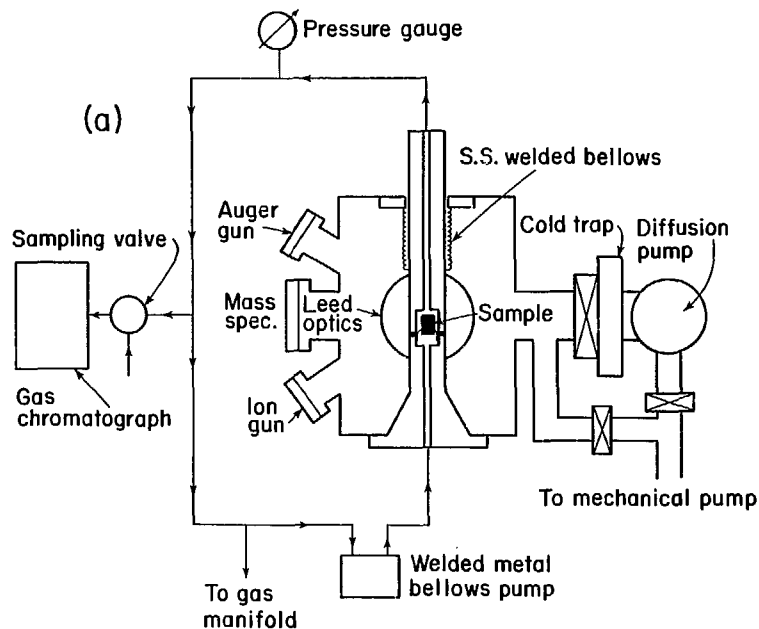 Pressure gauge
(a)
S.S. welded bellows
Auger
gun
Cold trap
Diffusion
pump
Sampling valve
Mass
spec.
Leed
optics
Sample
Gas
chromatograph
Ion
gun
To mechanical pump
Welded metal
bellows pump
To gas
manifold